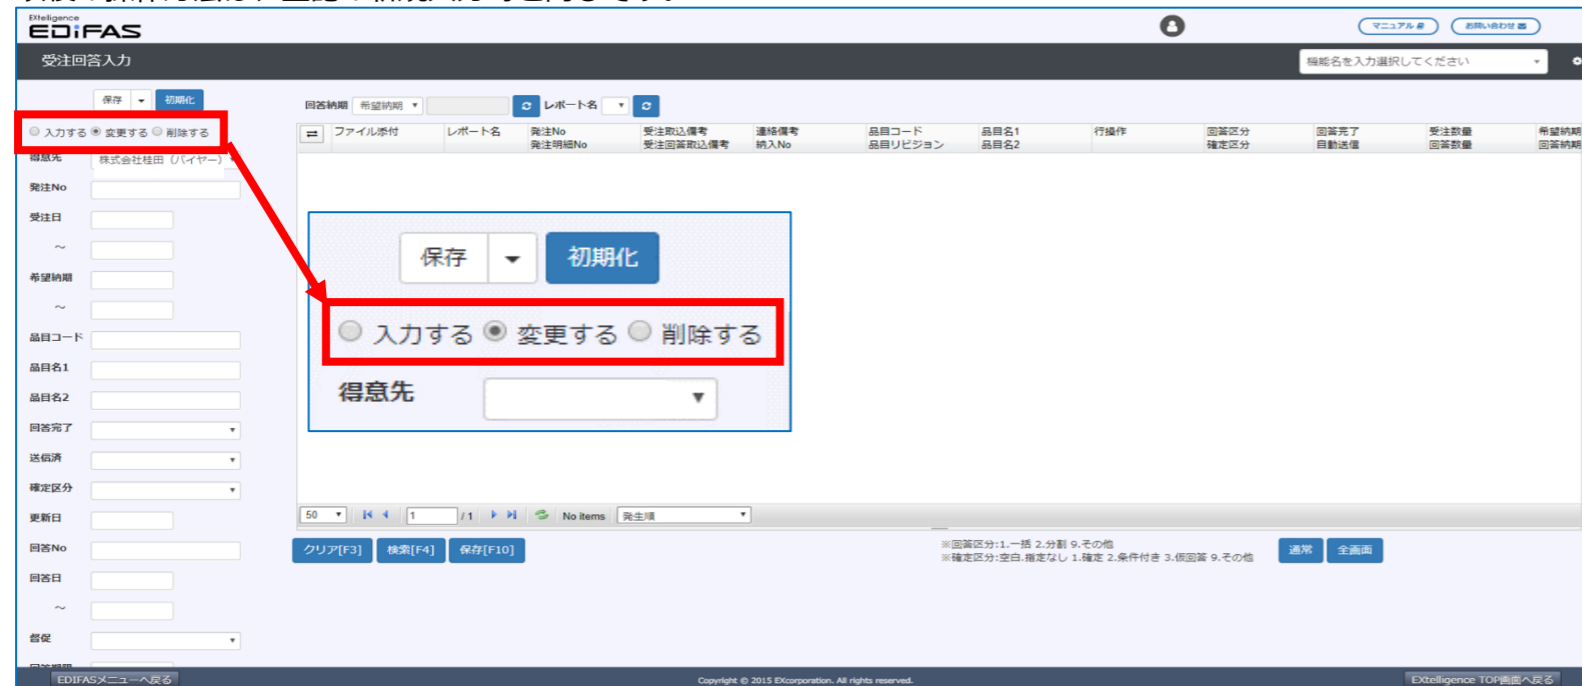 EXteligence
EDiFAS
マニュアル
お問い合わせ
受注回答入力
機能名を入力選択してください
保存 初期化
入力する 変更する 削除する
得意先 株式会社桂田（バイヤー）
発注No
受注日
～
希望納期
～
品目コード
品目名1
品目名2
回答完了
送信済
確定区分
更新日
回答No
回答日
～
督促
回答納期 希望納期 レポート名
ファイル添付 レポート名 発注No 受注取込備考 連絡備考 品目コード 品目名1 行操作 回答区分 回答完了 受注数量 希望納期
発注明細No 受注回答取込備考 納入No 品目リビジョン 品目名2 確定区分 自動送信 回答数量 回答納期
保存 初期化
入力する 変更する 削除する
得意先
50 1 / 1 No items 発生順
クリア[F3] 検索[F4] 保存[F10]
※回答区分:1.一括 2.分割 9.その他
※確定区分:空白.指定なし 1.確定 2.条件付き 3.仮回答 9.その他
通常 全画面
EDIFASメニューへ戻る
Copyright © 2015 EXcorporation. All rights reserved.
EXtelligence TOP画面へ戻る